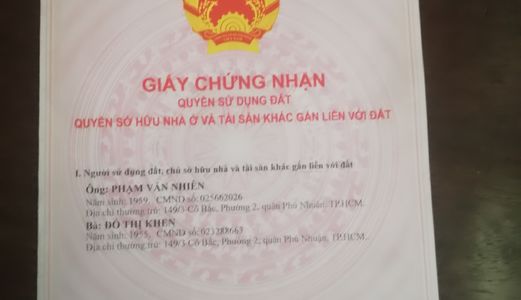 GIẤY CHỨNG NHẬN
QUYỀN SỬ DỤNG ĐẤT
QUYỀN SỞ HỮU NHÀ Ở VÀ TÀI SẢN KHÁC GẮN LIỀN VỚI ĐẤT
I. Người sử dụng đất, chủ sở hữu nhà và tài sản khác gắn liền với đất
Ông: PHẠM VĂN NHIÊN
Năm sinh: 1959, CMND số: 025662026
Địa chỉ thường trú: 149/3 Cô Bắc, Phường 2, quận Phú Nhuận, TP.HCM.
Bà: ĐỖ THỊ KHEN
Năm sinh: 1955, CMND số: 023288663
Địa chỉ thường trú: 149/3 Cô Bắc, Phường 2, quận Phú Nhuận, TP.HCM.